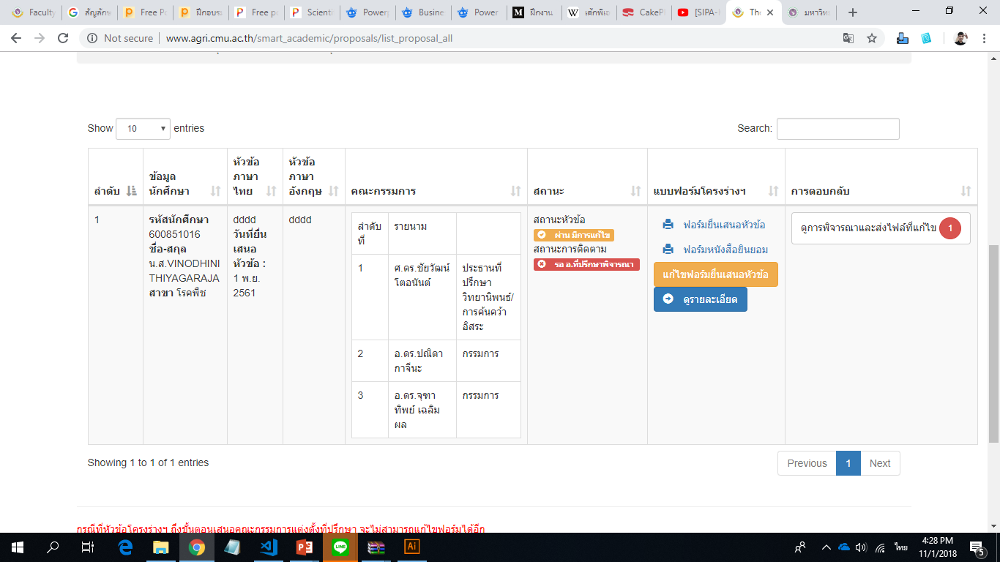 Faculty
สัญลักษ
Free Po
ฝึกอบรม
Free po
Scienti
Powerp
Busine
Power
ฝึกงาน
เด้กพิเอ
CakePl
[SIPA-I
The
มหาวิทย
Not secure
www.agri.cmu.ac.th/smart_academic/proposals/list_proposal_all
Show 10 entries
Search:
ลำดับ
ข้อมูล
นักศึกษา
หัวข้อ
ภาษา
ไทย
หัวข้อ
ภาษา
อังกฤษ
คณะกรรมการ
สถานะ
แบบฟอร์มโครงร่างฯ
การตอบกลับ
1
รหัสนักศึกษา
600851016
ชื่อ-สกุล
น.ส.VINODHINI
THIYAGARAJA
สาขา โรคพืช
dddd
วันที่ยื่น
เสนอ
หัวข้อ :
1 พ.ย.
2561
dddd
ลำดับ
ที่
รายนาม
1
ศ.ดร.ชัยวัฒน์
โตอนันต์
ประธานที่
ปรึกษา
วิทยานิพนธ์/
การค้นคว้า
อิสระ
2
อ.ดร.ปณิดา
กาจีนะ
กรรมการ
3
อ.ดร.จุฑา
ทิพย์ เฉลิม
ผล
กรรมการ
สถานะหัวข้อ
ผ่าน มีการแก้ไข
สถานะการติดตาม
รอ อ.ที่ปรึกษาพิจารณา
ฟอร์มยื่นเสนอหัวข้อ
ฟอร์มหนังสือยินยอม
แก้ไขฟอร์มยื่นเสนอหัวข้อ
ดูรายละเอียด
ดูการพิจารณาและส่งไฟล์ที่แก้ไข 1
Showing 1 to 1 of 1 entries
Previous 1 Next
กรณีที่หัวข้อโครงร่างฯ ถึงขั้นตอนเสนอคณะกรรมการแต่งตั้งที่ปรึกษา จะไม่สามารถแก้ไขฟอร์มได้อีก
LINE
Ai
ไทย
4:28 PM
11/1/2018
5